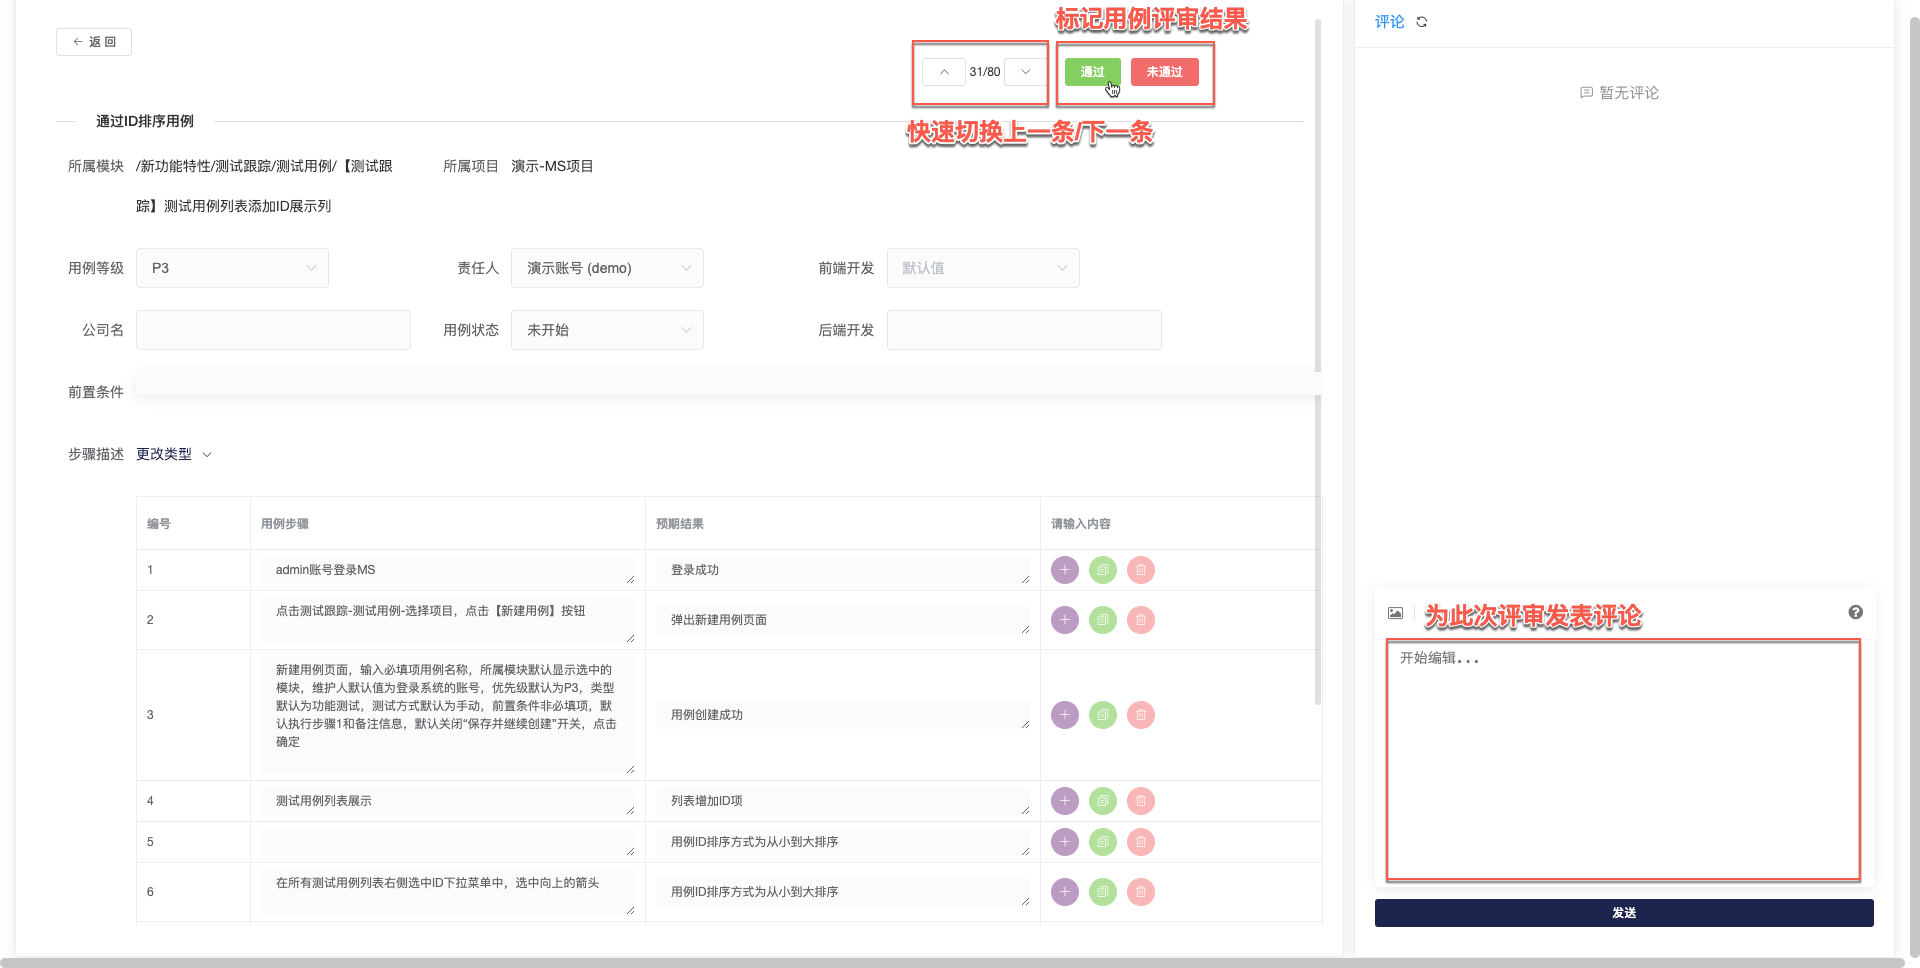 标记用例评审结果
返 回
31/80
通过
未通过
快速切换上一条/下一条
通过ID排序用例
所属模块
/新功能特性/测试跟踪/测试用例/【测试跟
踪】测试用例列表添加ID展示列
所属项目
演示-MS项目
用例等级
P3
责任人
演示账号 (demo)
前端开发
默认值
公司名
用例状态
未开始
后端开发
前置条件
步骤描述
更改类型
编号
用例步骤
预期结果
请输入内容
1
admin账号登录MS
登录成功
2
点击测试跟踪-测试用例-选择项目，点击【新建用例】按钮
弹出新建用例页面
3
新建用例页面，输入必填项用例名称，所属模块默认显示选中的
模块，维护人默认值为登录系统的账号，优先级默认为P3，类型
默认为功能测试，测试方式默认为手动，前置条件非必填项，默
认执行步骤1和备注信息，默认关闭“保存并继续创建”开关，点击
确定
用例创建成功
4
测试用例列表展示
列表增加ID项
5
用例ID排序方式为从小到大排序
6
在所有测试用例列表右侧选中ID下拉菜单中，选中向上的箭头
用例ID排序方式为从小到大排序
评论
暂无评论
为此次评审发表评论
开始编辑...
发送